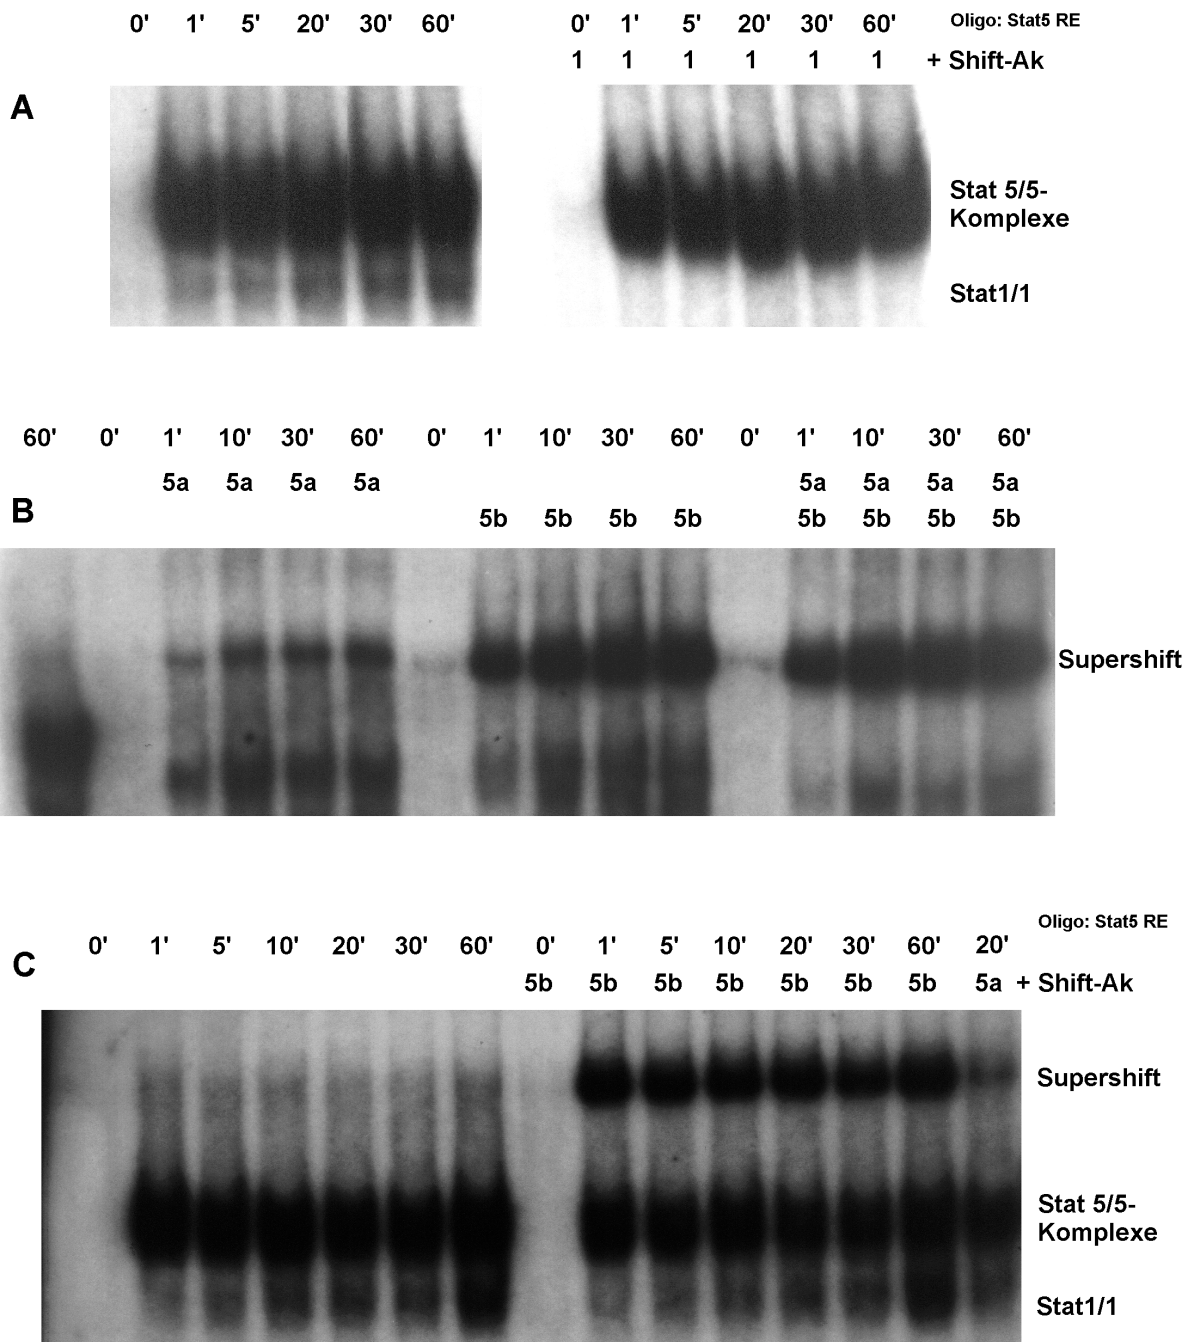 0' 1' 5' 20' 30' 60' 0' 1' 5' 20' 30' 60' Oligo: Stat5 RE
1 1 1 1 1 1 + Shift-Ak
A
Stat 5/5-
Komplexe
Stat1/1
60' 0' 1' 10' 30' 60' 0' 1' 10' 30' 60' 0' 1' 10' 30' 60'
5a 5a 5a 5a 5a 5a 5a 5a
B
5b 5b 5b 5b 5b 5b 5b 5b
Supershift
Oligo: Stat5 RE
0' 1' 5' 10' 20' 30' 60' 0' 1' 5' 10' 20' 30' 60' 20'
C
5b 5b 5b 5b 5b 5b 5b 5a + Shift-Ak
Supershift
Stat 5/5-
Komplexe
Stat1/1